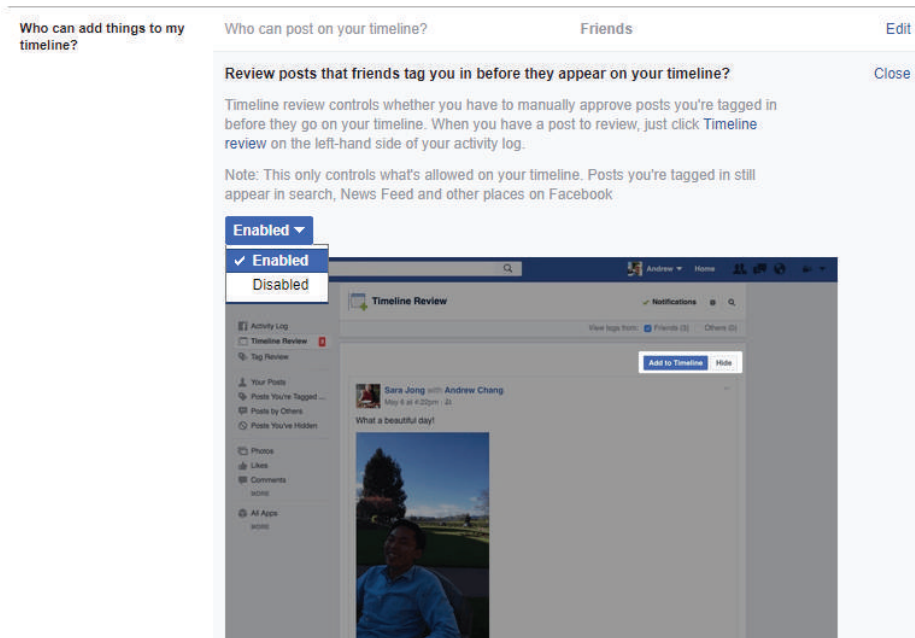 Who can add things to my
timeline?
Who can post on your timeline? Friends Edit
Review posts that friends tag you in before they appear on your timeline? Close
Timeline review controls whether you have to manually approve posts you're tagged in
before they go on your timeline. When you have a post to review, just click Timeline
review on the left-hand side of your activity log.
Note: This only controls what's allowed on your timeline. Posts you're tagged in still
appear in search, News Feed and other places on Facebook
Enabled
Enabled
Disabled
Andrew Home
Timeline Review
Notifications
View tags from: Friends (3) Others (0)
Activity Log
Timeline Review
Tag Review
Your Posts
Posts You're Tagged ...
Posts by Others
Posts You've Hidden
Photos
Likes
Comments
MORE
All Apps
MORE
Add to Timeline Hide
Sara Jong with Andrew Chang
May 6 at 4:20pm
What a beautiful day!